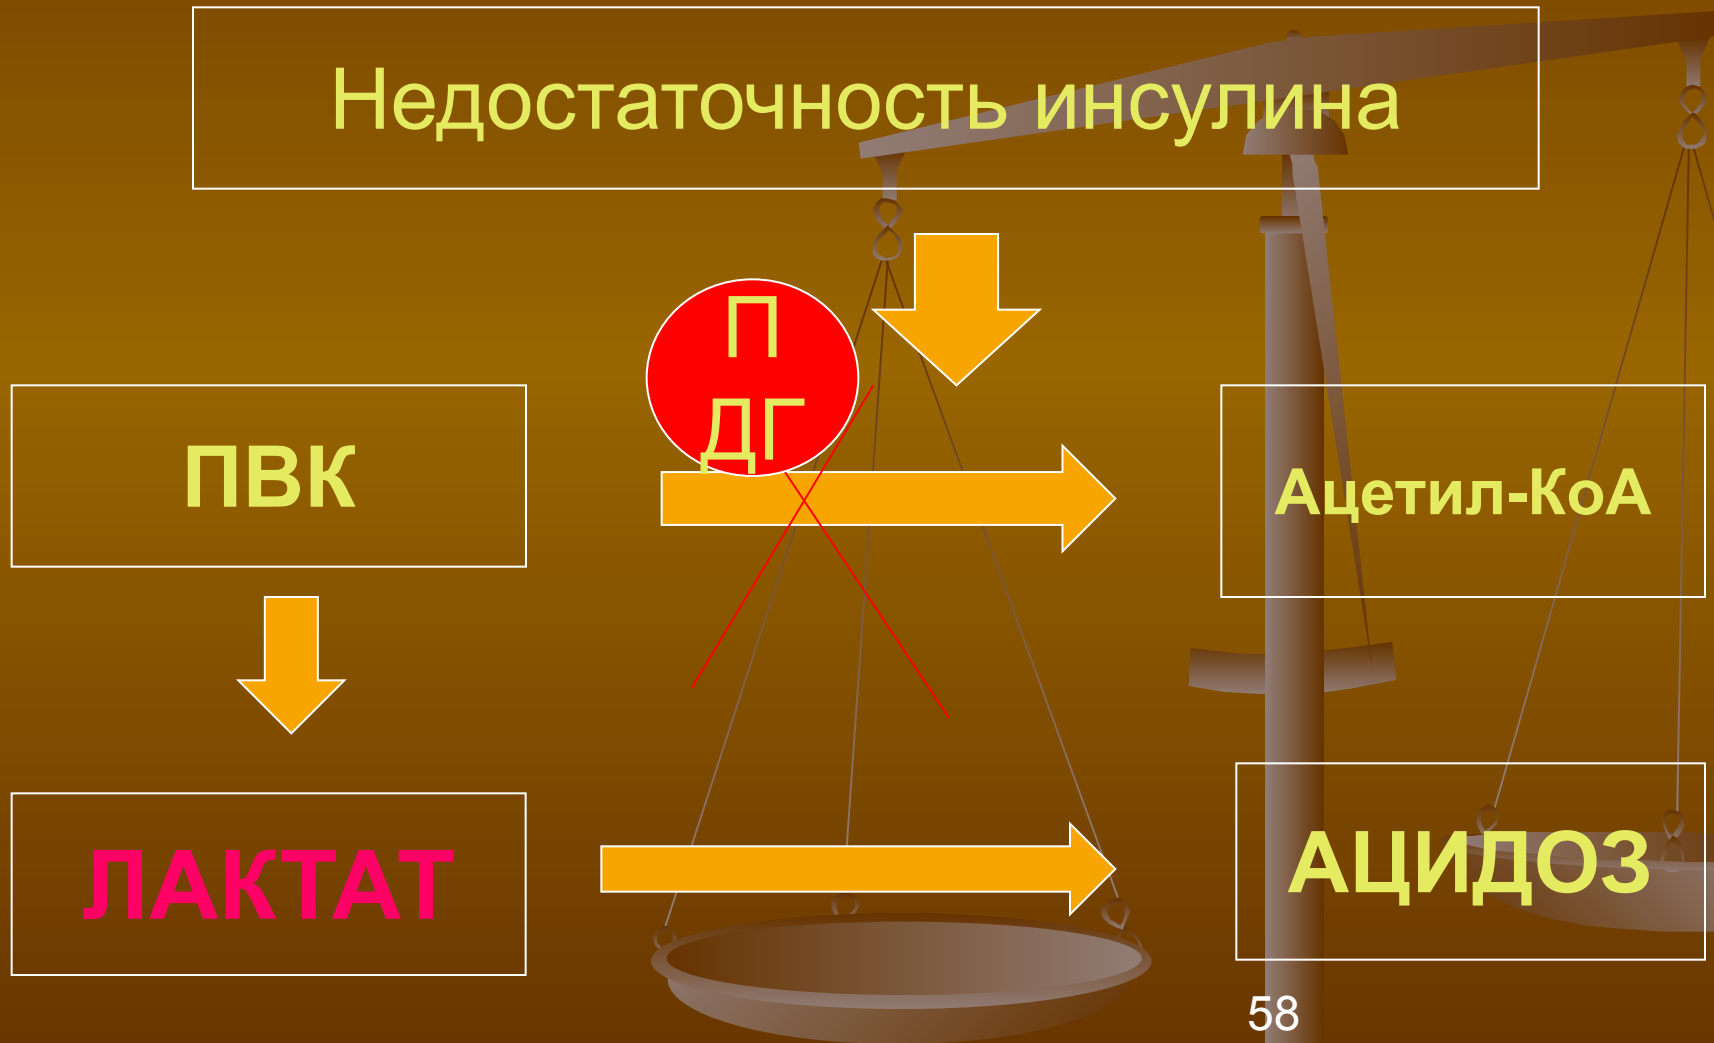 Недостаточность инсулина
П
ДГ
ПВК
Ацетил-КоА
ЛАКТАТ
АЦИДОЗ
58